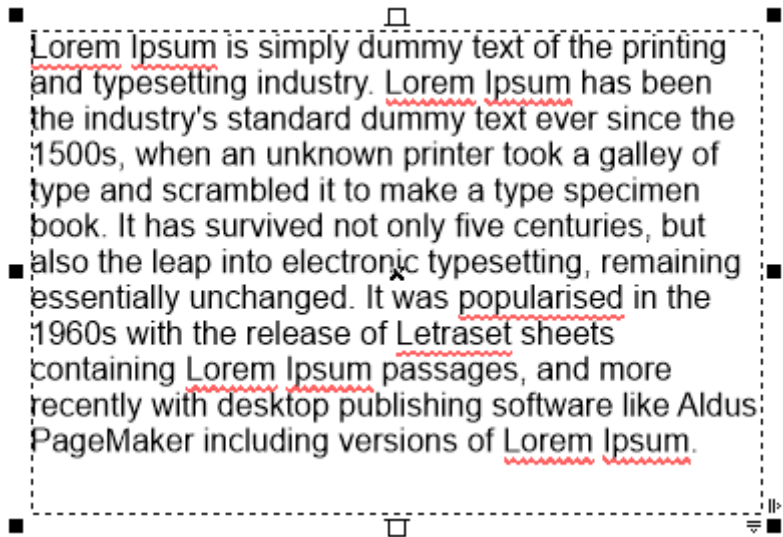 Lorem Ipsum is simply dummy text of the printing
and typesetting industry. Lorem Ipsum has been
the industry's standard dummy text ever since the
1500s, when an unknown printer took a galley of
type and scrambled it to make a type specimen
book. It has survived not only five centuries, but
also the leap into electronic typesetting, remaining
essentially unchanged. It was popularised in the
1960s with the release of Letraset sheets
containing Lorem Ipsum passages, and more
recently with desktop publishing software like Aldus
PageMaker including versions of Lorem Ipsum.